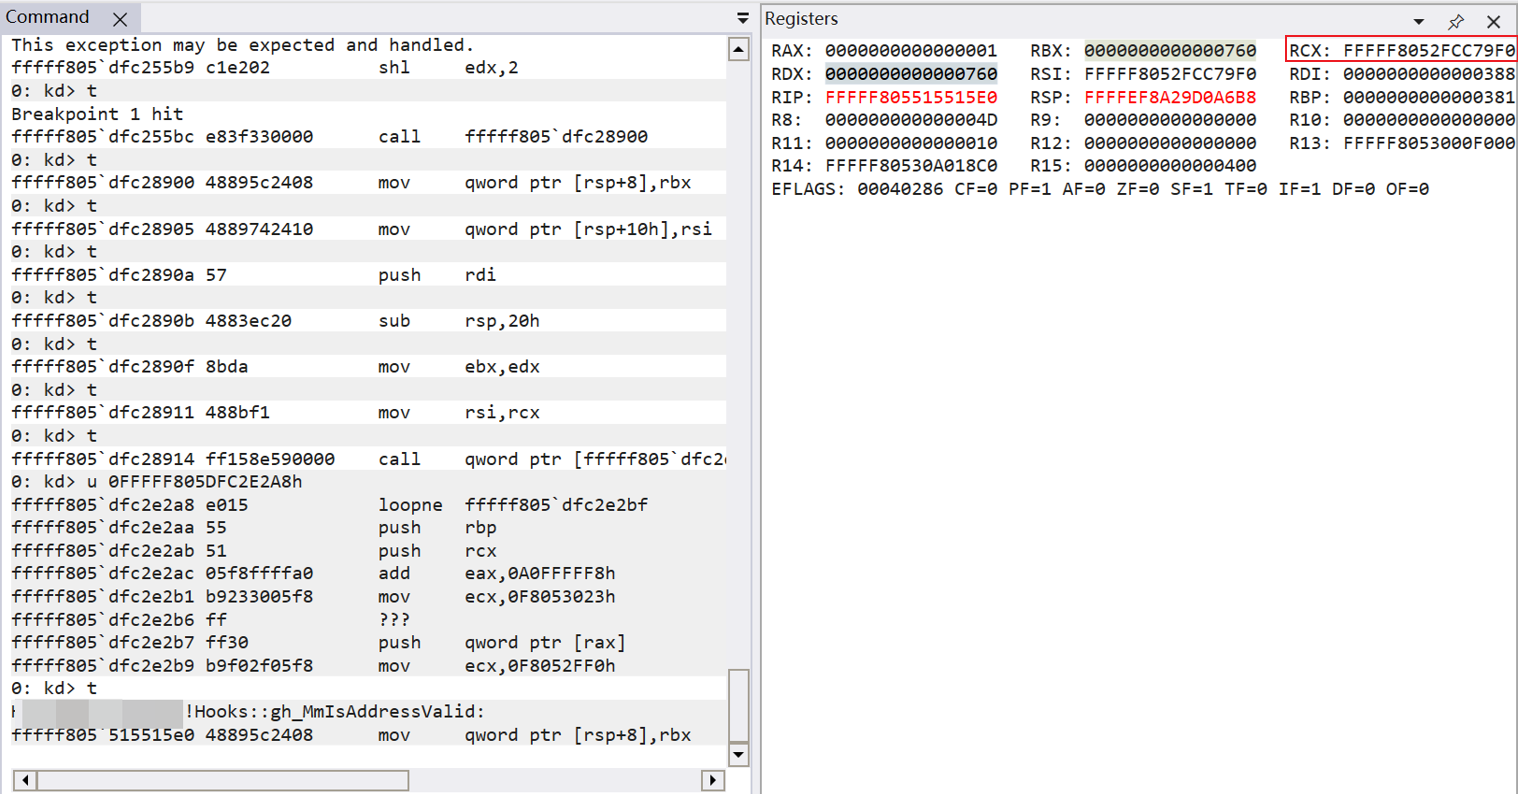 Command
This exception may be expected and handled.
fffff805`dfc255b9 c1e202 shl edx,2
0: kd> t
Breakpoint 1 hit
fffff805`dfc255bc e83f330000 call fffff805`dfc28900
0: kd> t
fffff805`dfc28900 48895c2408 mov qword ptr [rsp+8],rbx
0: kd> t
fffff805`dfc28905 4889742410 mov qword ptr [rsp+10h],rsi
0: kd> t
fffff805`dfc2890a 57 push rdi
0: kd> t
fffff805`dfc2890b 4883ec20 sub rsp,20h
0: kd> t
fffff805`dfc2890f 8bda mov ebx,edx
0: kd> t
fffff805`dfc28911 488bf1 mov rsi,rcx
0: kd> t
fffff805`dfc28914 ff158e590000 call qword ptr [fffff805`dfc2
0: kd> u 0FFFFF805DFC2E2A8h
fffff805`dfc2e2a8 e015 loopne fffff805`dfc2e2bf
fffff805`dfc2e2aa 55 push rbp
fffff805`dfc2e2ab 51 push rcx
fffff805`dfc2e2ac 05f8ffffa0 add eax,0A0FFFFF8h
fffff805`dfc2e2b1 b9233005f8 mov ecx,0F8053023h
fffff805`dfc2e2b6 ff ???
fffff805`dfc2e2b7 ff30 push qword ptr [rax]
fffff805`dfc2e2b9 b9f02f05f8 mov ecx,0F8052FF0h
0: kd> t
!Hooks::gh_MmIsAddressValid:
fffff805`515515e0 48895c2408 mov qword ptr [rsp+8],rbx
Registers
RAX: 0000000000000001 RBX: 0000000000000760 RCX: FFFFF8052FCC79F0
RDX: 0000000000000760 RSI: FFFFF8052FCC79F0 RDI: 0000000000000388
RIP: FFFFF805515515E0 RSP: FFFFEF8A29D0A6B8 RBP: 0000000000000381
R8: 000000000000004D R9: 0000000000000000 R10: 0000000000000000
R11: 0000000000000010 R12: 0000000000000000 R13: FFFFF8053000F000
R14: FFFFF80530A018C0 R15: 0000000000000400
EFLAGS: 00040286 CF=0 PF=1 AF=0 ZF=0 SF=1 TF=0 IF=1 DF=0 OF=0